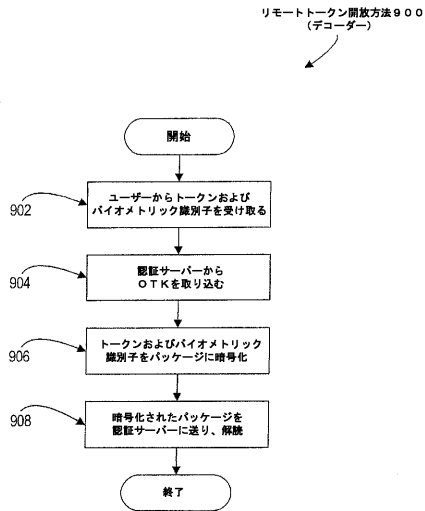 リモートトークン開放方法900
(デコーダー)
開始
902
ユーザーからトークンおよび
バイオメトリック識別子を受け取る
904
認証サーバーから
OTKを取り込む
906
トークンおよびバイオメトリック
識別子をパッケージに暗号化
908
暗号化されたパッケージを
認証サーバーに送り、解読
終了